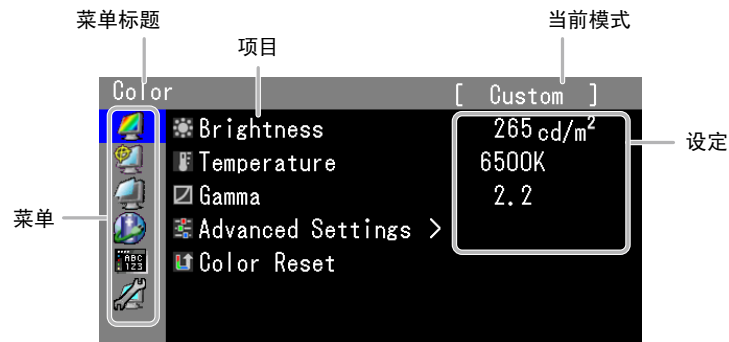 菜单标题
当前模式
项目
Color [ Custom ]
Brightness 265 cd/m²
设定
Temperature 6500K
Gamma 2.2
菜单
Advanced Settings >
ABC
123
Color Reset